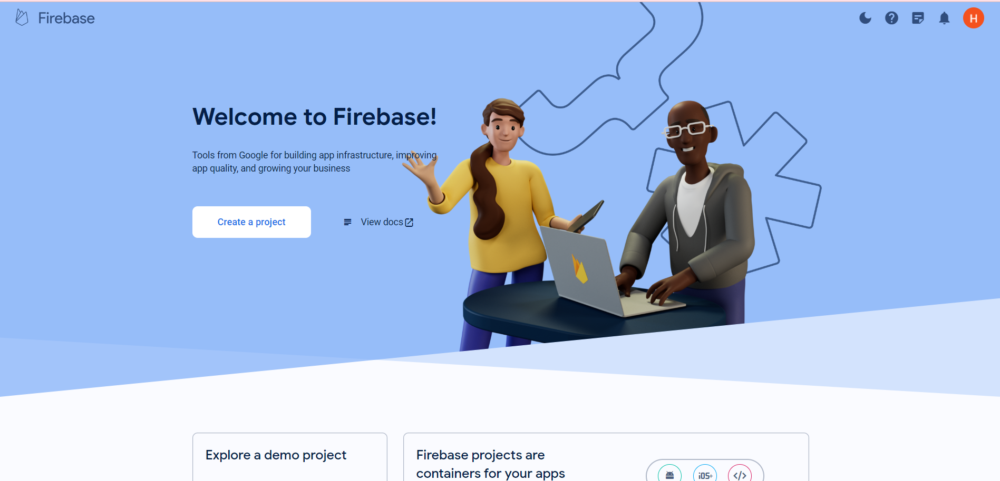 Firebase
H
Welcome to Firebase!
Tools from Google for building app infrastructure, improving
app quality, and growing your business
Create a project
View docs
Explore a demo project
Firebase projects are
containers for your apps
iOS+